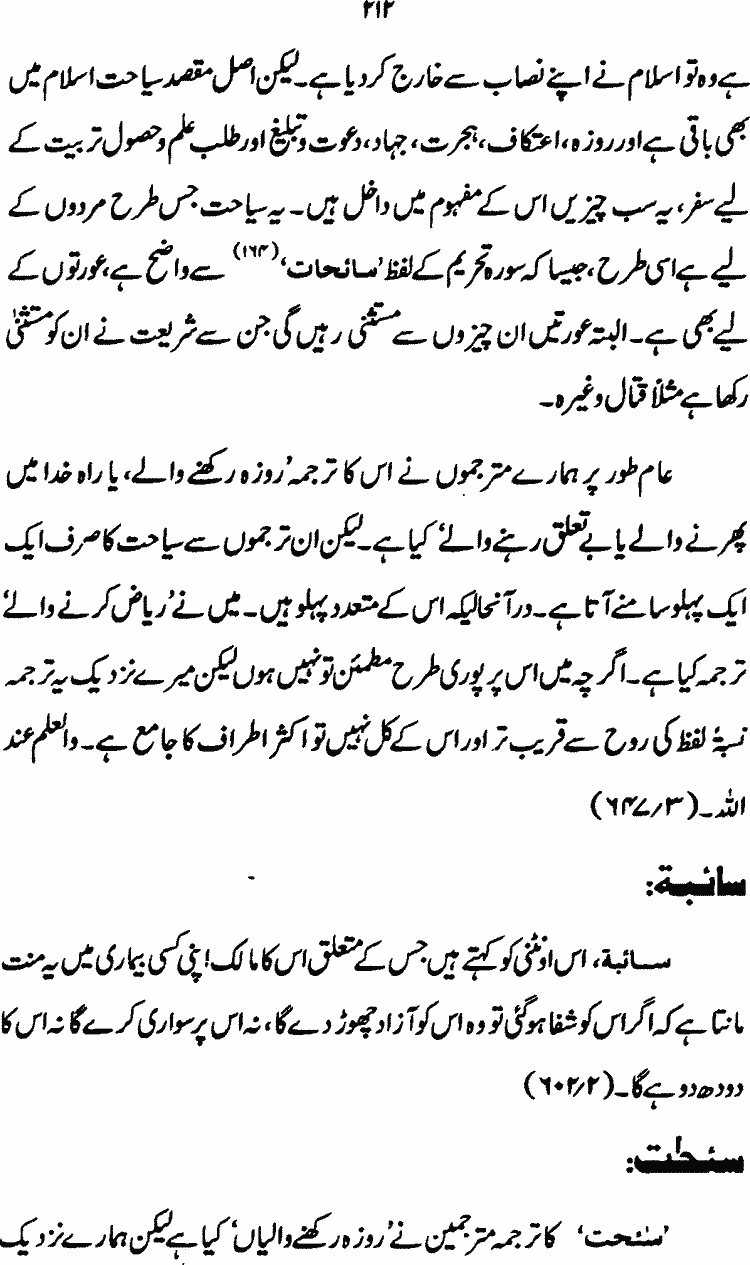 ۲۱۲
ہے وہ تو اسلام نے اپنے نصاب سے خارج کر دیا ہے۔ لیکن اصل مقصد سیاحت اسلام میں
بھی باقی ہے اور روزہ، اعتکاف، ہجرت، جہاد، دعوت و تبلیغ اور طلب علم و حصول تربیت کے
لیے سفر، یہ سب چیزیں اس کے مفہوم میں داخل ہیں۔ یہ سیاحت جس طرح مردوں کے
لیے ہے اسی طرح، جیسا کہ سورہ تحریم کے لفظ ’سائحات‘ (۱۶۴) سے واضح ہے، عورتوں کے
لیے بھی ہے۔ البتہ عورتیں ان چیزوں سے مستثنی رہیں گی جن سے شریعت نے ان کو مستثنیٰ
رکھا ہے مثلاً قتال وغیرہ۔
عام طور پر ہمارے مترجموں نے اس کا ترجمہ ’روزہ رکھنے والے، یا راہ خدا میں
پھرنے والے یا بے تعلق رہنے والے‘ کیا ہے۔ لیکن ان ترجموں سے سیاحت کا صرف ایک
ایک پہلو سامنے آتا ہے۔ درآنحالیکہ اس کے متعدد پہلو ہیں۔ میں نے ’ریاض کرنے والے‘
ترجمہ کیا ہے۔ اگرچہ میں اس پر پوری طرح مطمئن تو نہیں ہوں لیکن میرے نزدیک یہ ترجمہ
نسبۃً لفظ کی روح سے قریب تر اور اس کے کل نہیں تو اکثر اطراف کا جامع ہے۔ والعلم عند
اللہ۔ (۶۴۷/۳)
سائبة:
سائبة، اس اونٹنی کو کہتے ہیں جس کے متعلق اس کا مالک اپنی کسی بیماری میں یہ منت
مانتا ہے کہ اگر اس کو شفا ہوگئی تو وہ اس کو آزاد چھوڑ دے گا، نہ اس پر سواری کرے گا نہ اس کا
دودھ دوہے گا۔ (۶۰۲/۲)
سٰئحٰت:
’سٰئحت‘ کا ترجمہ مترجمین نے ’روزہ رکھنے والیاں‘ کیا ہے لیکن ہمارے نزدیک